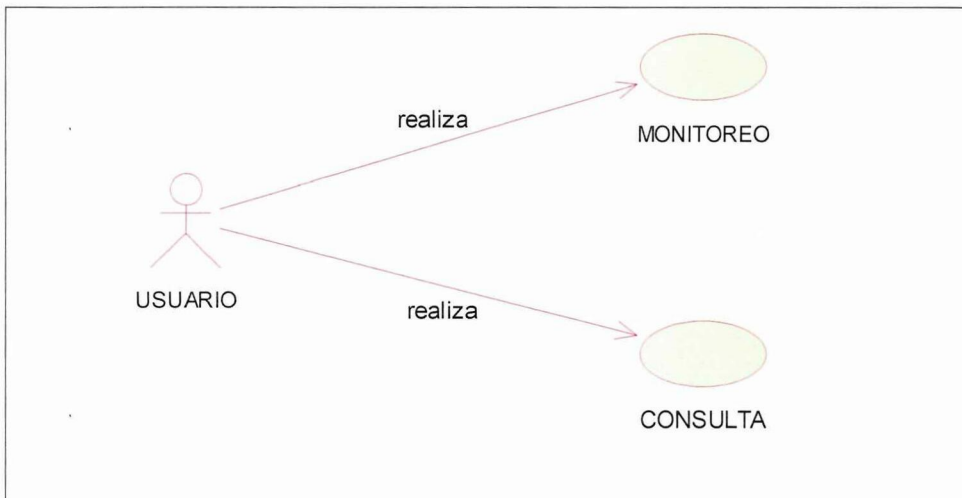 realiza
MONITOREO
USUARIO
realiza
CONSULTA